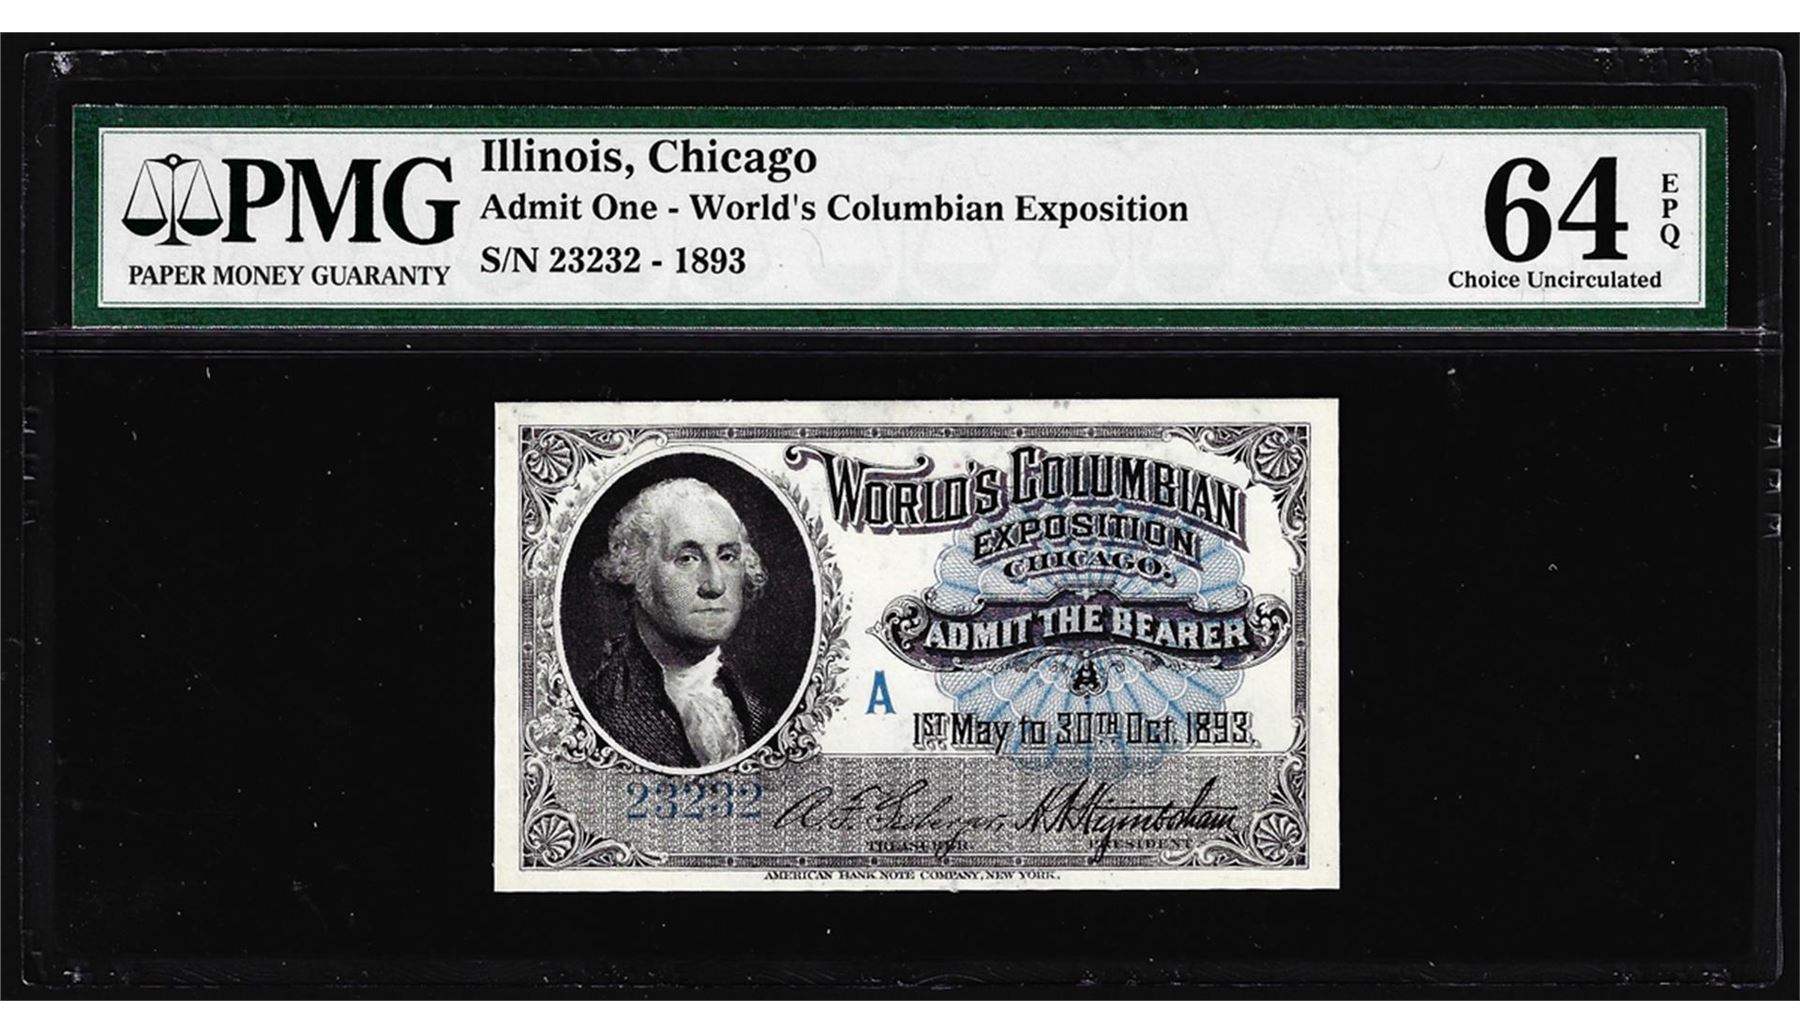 PMG
PAPER MONEY GUARANTY
Illinois, Chicago
Admit One - World's Columbian Exposition
S/N 23232 - 1893
64
EPQ
Choice Uncirculated
WORLD'S COLUMBIAN
EXPOSITION
CHICAGO.
ADMIT THE BEARER
A
1ST May to 30TH Oct. 1893.
23232
A. F. Seeberger. H. N. Higinbotham
TREASURER. PRESIDENT
AMERICAN BANK NOTE COMPANY, NEW YORK.